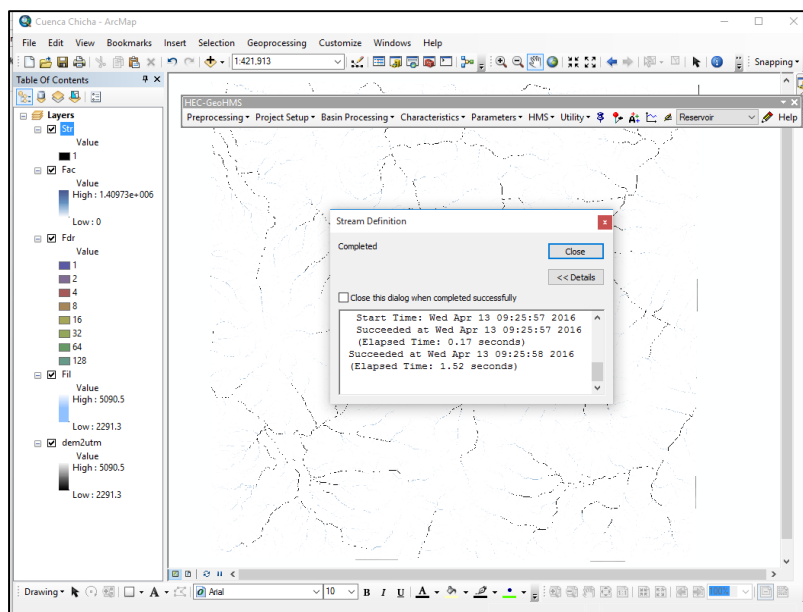 Cuenca Chicha - ArcMap
File Edit View Bookmarks Insert Selection Geoprocessing Customize Windows Help
1:421,913
Snapping
Table Of Contents
Layers
Str
Value
1
Fac
Value
High : 1.40973e+006
Low : 0
Fdr
Value
1
2
4
8
16
32
64
128
Fil
Value
High : 5090.5
Low : 2291.3
dem2utm
Value
High : 5090.5
Low : 2291.3
HEC-GeoHMS
Preprocessing Project Setup Basin Processing Characteristics Parameters HMS Utility Reservoir Help
Stream Definition
Completed
Close
<< Details
Close this dialog when completed successfully
Start Time: Wed Apr 13 09:25:57 2016
Succeeded at Wed Apr 13 09:25:57 2016
(Elapsed Time: 0.17 seconds)
Succeeded at Wed Apr 13 09:25:58 2016
(Elapsed Time: 1.52 seconds)
Drawing A Arial 10 B I U A